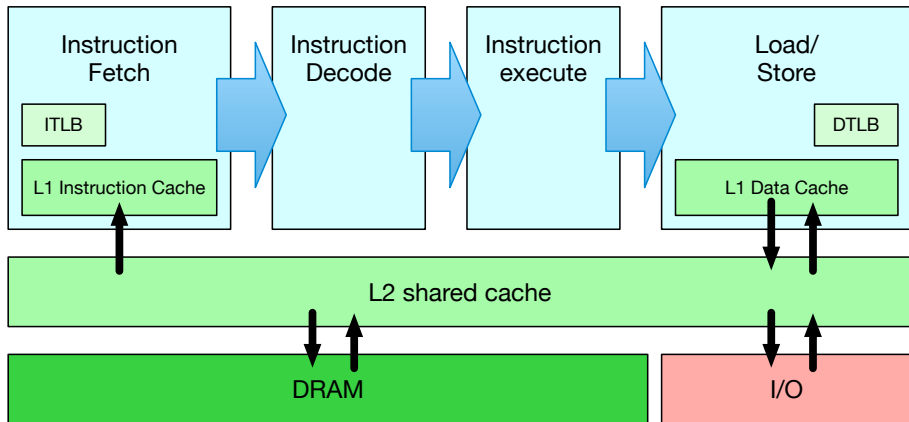 Instruction
Fetch
Instruction
Decode
Instruction
execute
Load/
Store
ITLB
DTLB
L1 Instruction Cache
L1 Data Cache
L2 shared cache
DRAM
I/O